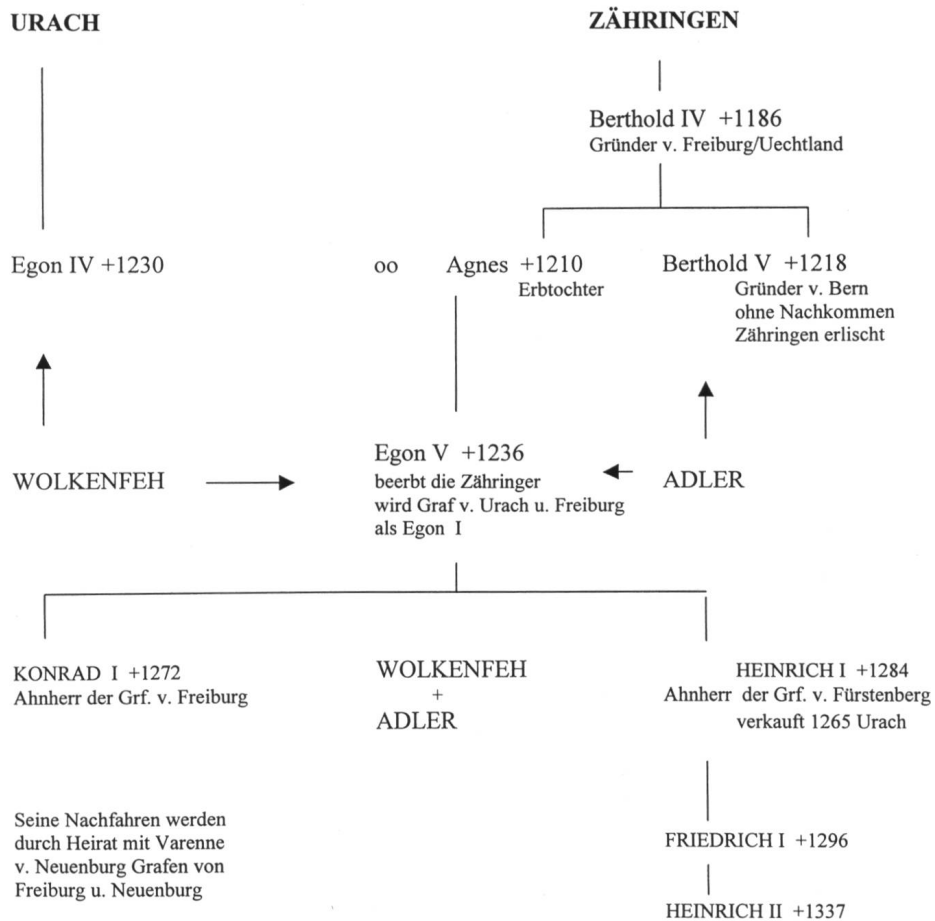 URACH
ZÄHRINGEN
Berthold IV +1186
Gründer v. Freiburg/Uechtland
Egon IV +1230
oo
Agnes +1210
Erbtochter
Berthold V +1218
Gründer v. Bern
ohne Nachkommen
Zähringen erlischt
WOLKENFEH
Egon V +1236
beerbt die Zähringer
wird Graf v. Urach u. Freiburg
als Egon I
ADLER
KONRAD I +1272
Ahnherr der Grf. v. Freiburg
WOLKENFEH
+
ADLER
HEINRICH I +1284
Ahnherr der Grf. v. Fürstenberg
verkauft 1265 Urach
Seine Nachfahren werden
durch Heirat mit Varenne
v. Neuenburg Grafen von
Freiburg u. Neuenburg
FRIEDRICH I +1296
HEINRICH II +1337